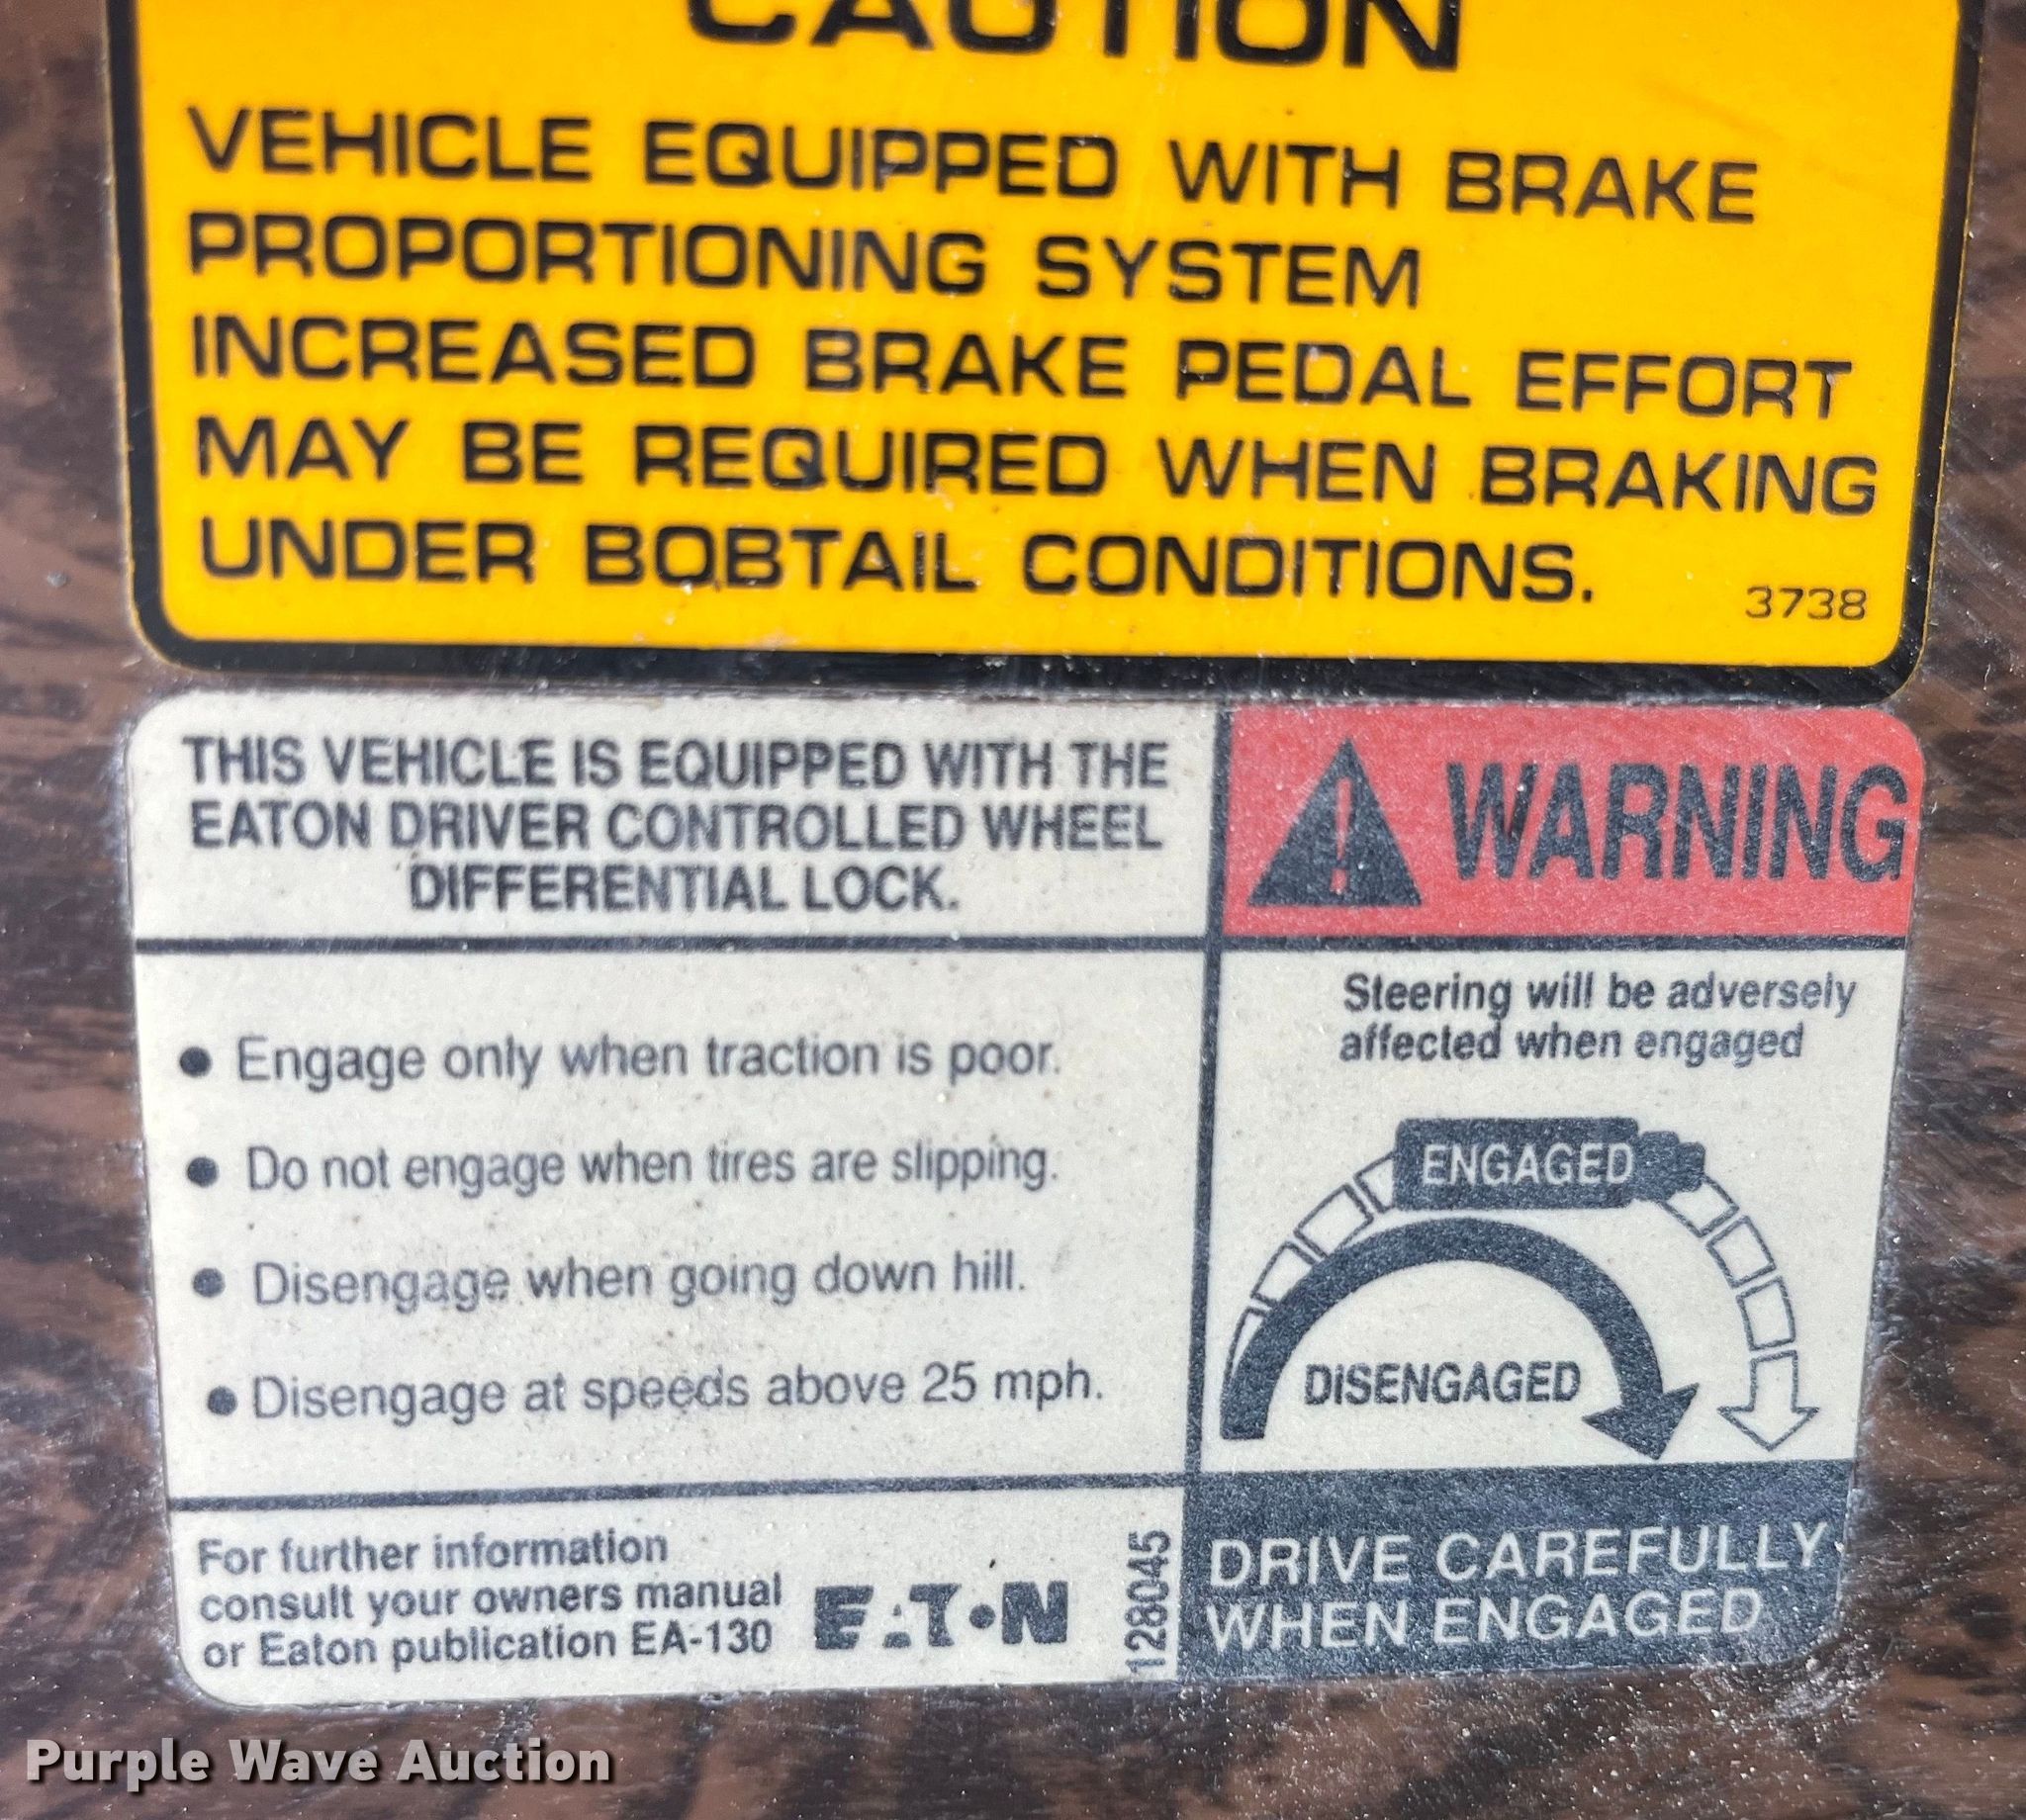 CAUTION
VEHICLE EQUIPPED WITH BRAKE
PROPORTIONING SYSTEM
INCREASED BRAKE PEDAL EFFORT
MAY BE REQUIRED WHEN BRAKING
UNDER BOBTAIL CONDITIONS.
3738
THIS VEHICLE IS EQUIPPED WITH THE
EATON DRIVER CONTROLLED WHEEL
DIFFERENTIAL LOCK.
● Engage only when traction is poor.
● Do not engage when tires are slipping.
● Disengage when going down hill.
● Disengage at speeds above 25 mph.
For further information
consult your owners manual
or Eaton publication EA-130
EATON
128045
WARNING
Steering will be adversely
affected when engaged
ENGAGED
DISENGAGED
DRIVE CAREFULLY
WHEN ENGAGED
Purple Wave Auction